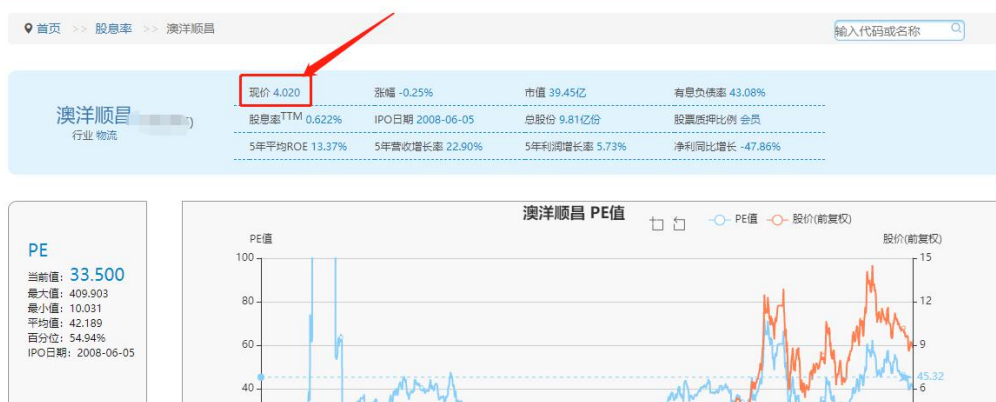 首页 >> 股息率 >> 澳洋顺昌
输入代码或名称
现价 4.020 涨幅 -0.25% 市值 39.45亿 有息负债率 43.08%
澳洋顺昌
行业 物流
股息率TTM 0.622% IPO日期 2008-06-05 总股份 9.81亿份 股票质押比例 会员
5年平均ROE 13.37% 5年营收增长率 22.90% 5年利润增长率 5.73% 净利同比增长 -47.86%
PE
当前值: 33.500
最大值: 409.903
最小值: 10.031
平均值: 42.189
百分位: 54.94%
IPO日期: 2008-06-05
澳洋顺昌 PE值
PE值 股价(前复权)
PE值 股价(前复权)
100 15
80 12
60 9
45.32
40 6